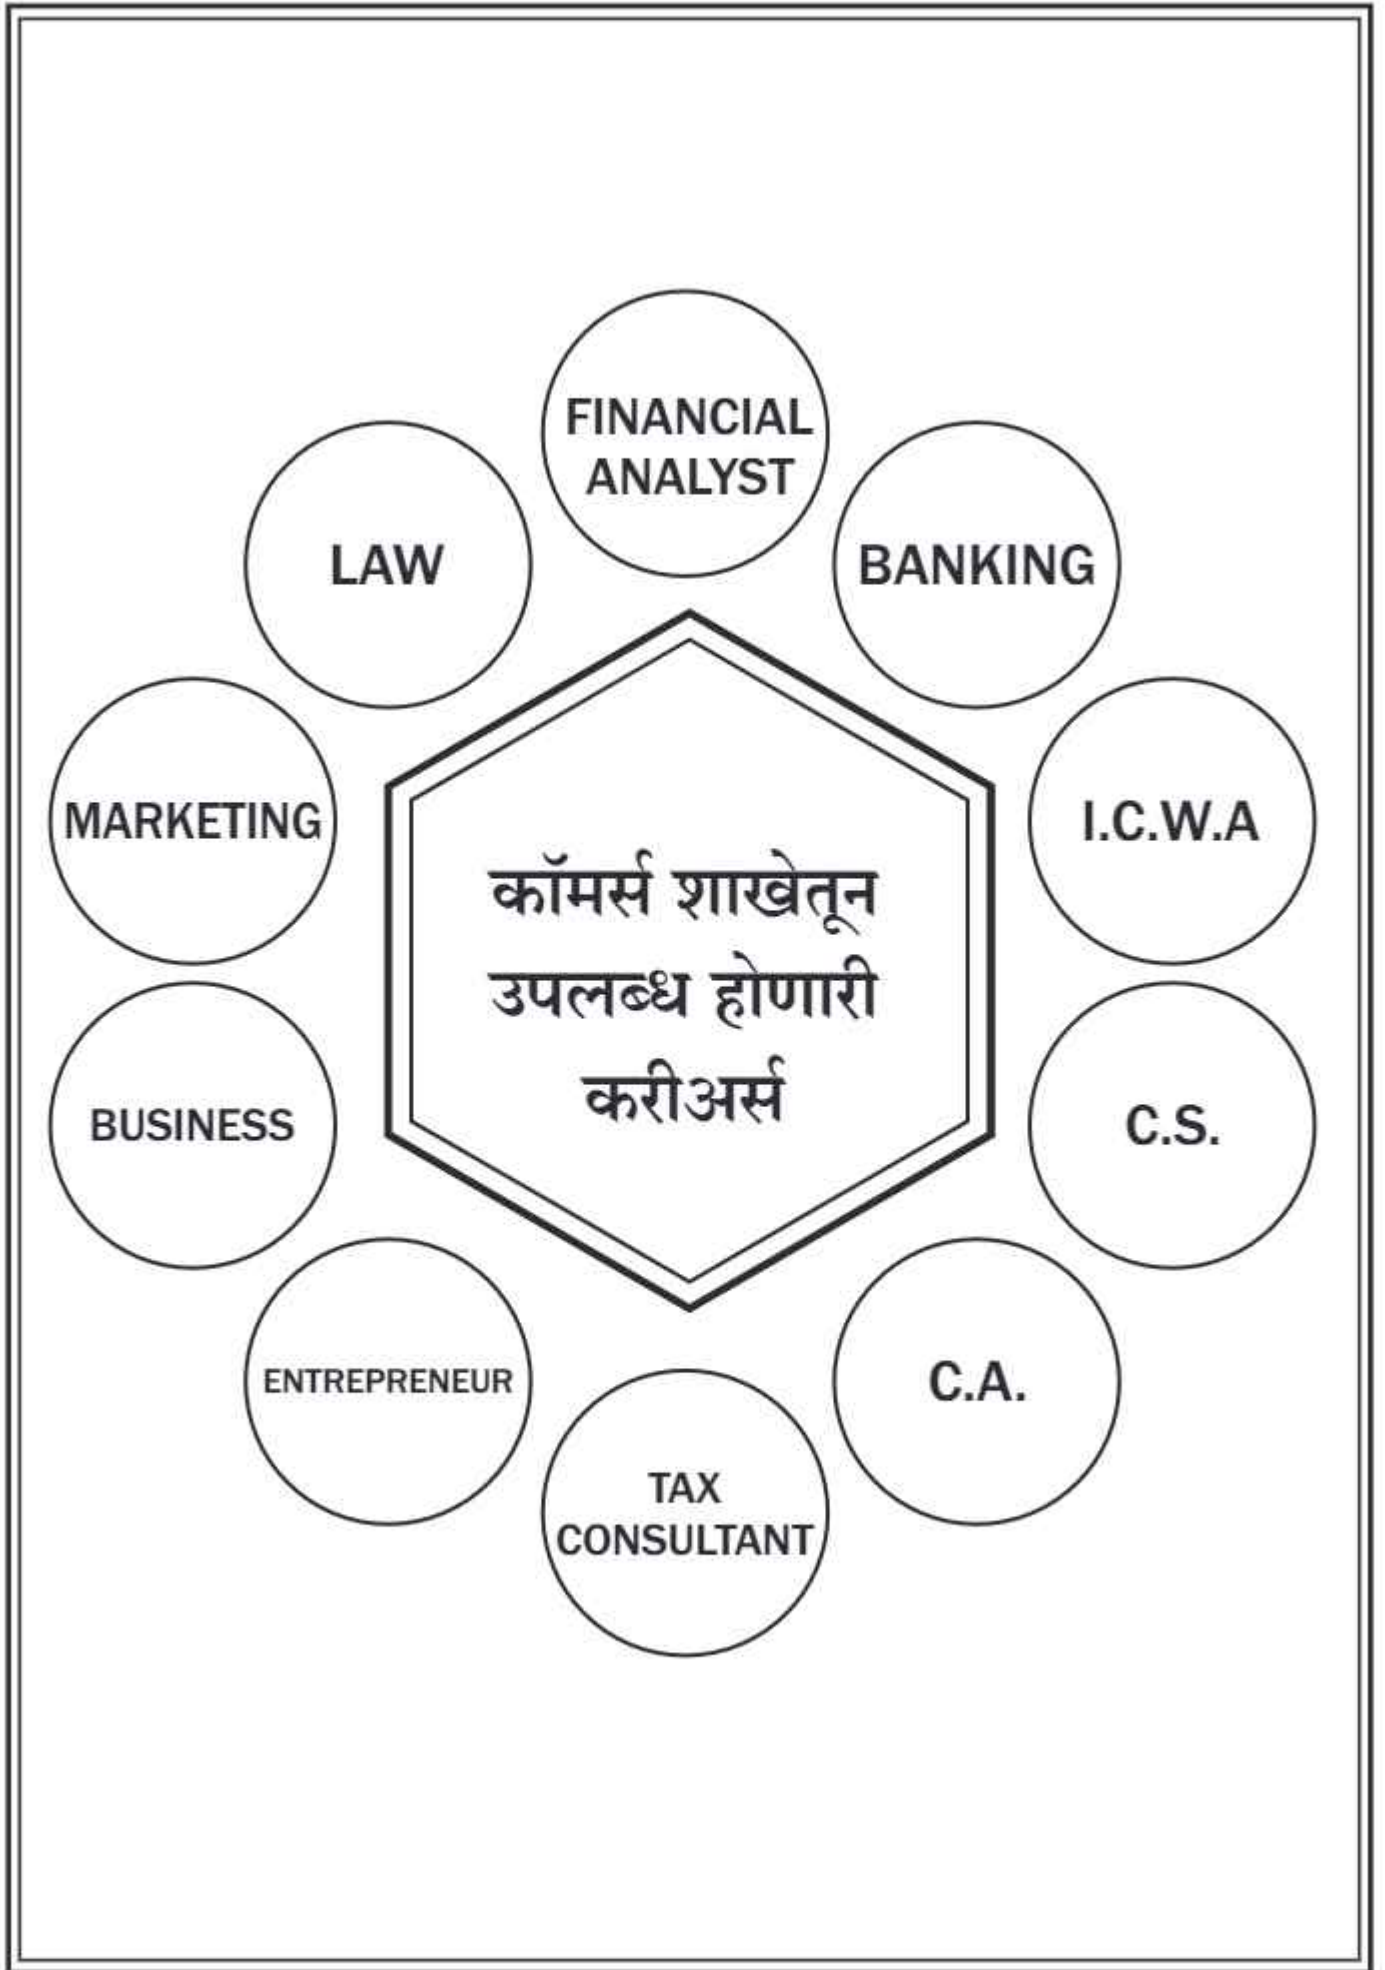 FINANCIAL
ANALYST
LAW
BANKING
MARKETING
I.C.W.A
कॉमर्स शाखेतून
उपलब्ध होणारी
करीअर्स
BUSINESS
C.S.
ENTREPRENEUR
C.A.
TAX
CONSULTANT